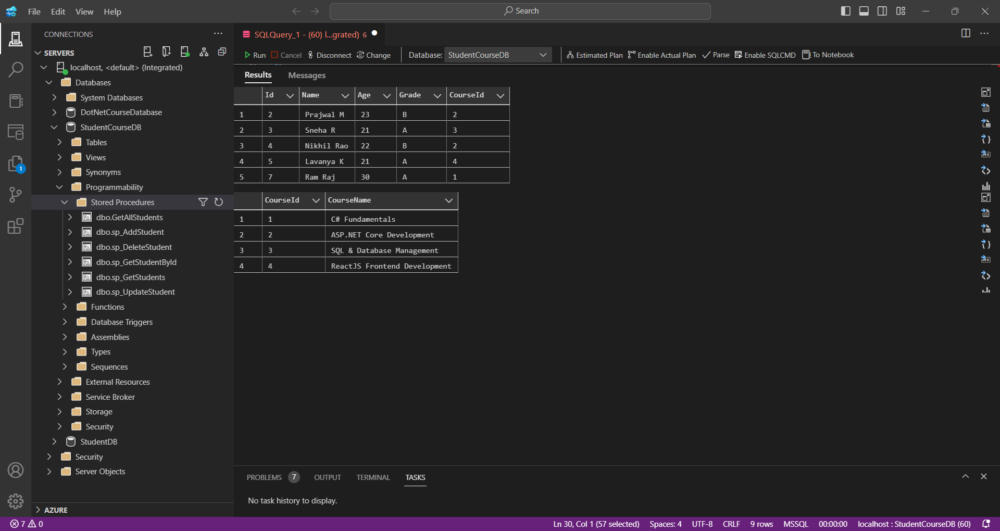 File Edit View Help
Search
CONNECTIONS
SERVERS
localhost, <default> (Integrated)
Databases
System Databases
DotNetCourseDatabase
StudentCourseDB
Tables
Views
Synonyms
Programmability
Stored Procedures
dbo.GetAllStudents
dbo.sp_AddStudent
dbo.sp_DeleteStudent
dbo.sp_GetStudentById
dbo.sp_GetStudents
dbo.sp_UpdateStudent
Functions
Database Triggers
Assemblies
Types
Sequences
External Resources
Service Broker
Storage
Security
StudentDB
Security
Server Objects
AZURE
1
SQLQuery_1 - (60) l...grated) 6
Run Cancel Disconnect Change Database: StudentCourseDB Estimated Plan Enable Actual Plan Parse Enable SQLCMD To Notebook
Results Messages
Id Name Age Grade CourseId
1 2 Prajwal M 23 B 2
2 3 Sneha R 21 A 3
3 4 Nikhil Rao 22 B 2
4 5 Lavanya K 21 A 4
5 7 Ram Raj 30 A 1
CourseId CourseName
1 1 C# Fundamentals
2 2 ASP.NET Core Development
3 3 SQL & Database Management
4 4 ReactJS Frontend Development
PROBLEMS 7 OUTPUT TERMINAL TASKS
No task history to display.
7 0 Ln 30, Col 1 (57 selected) Spaces: 4 UTF-8 CRLF 9 rows MSSQL 00:00:00 localhost : StudentCourseDB (60)